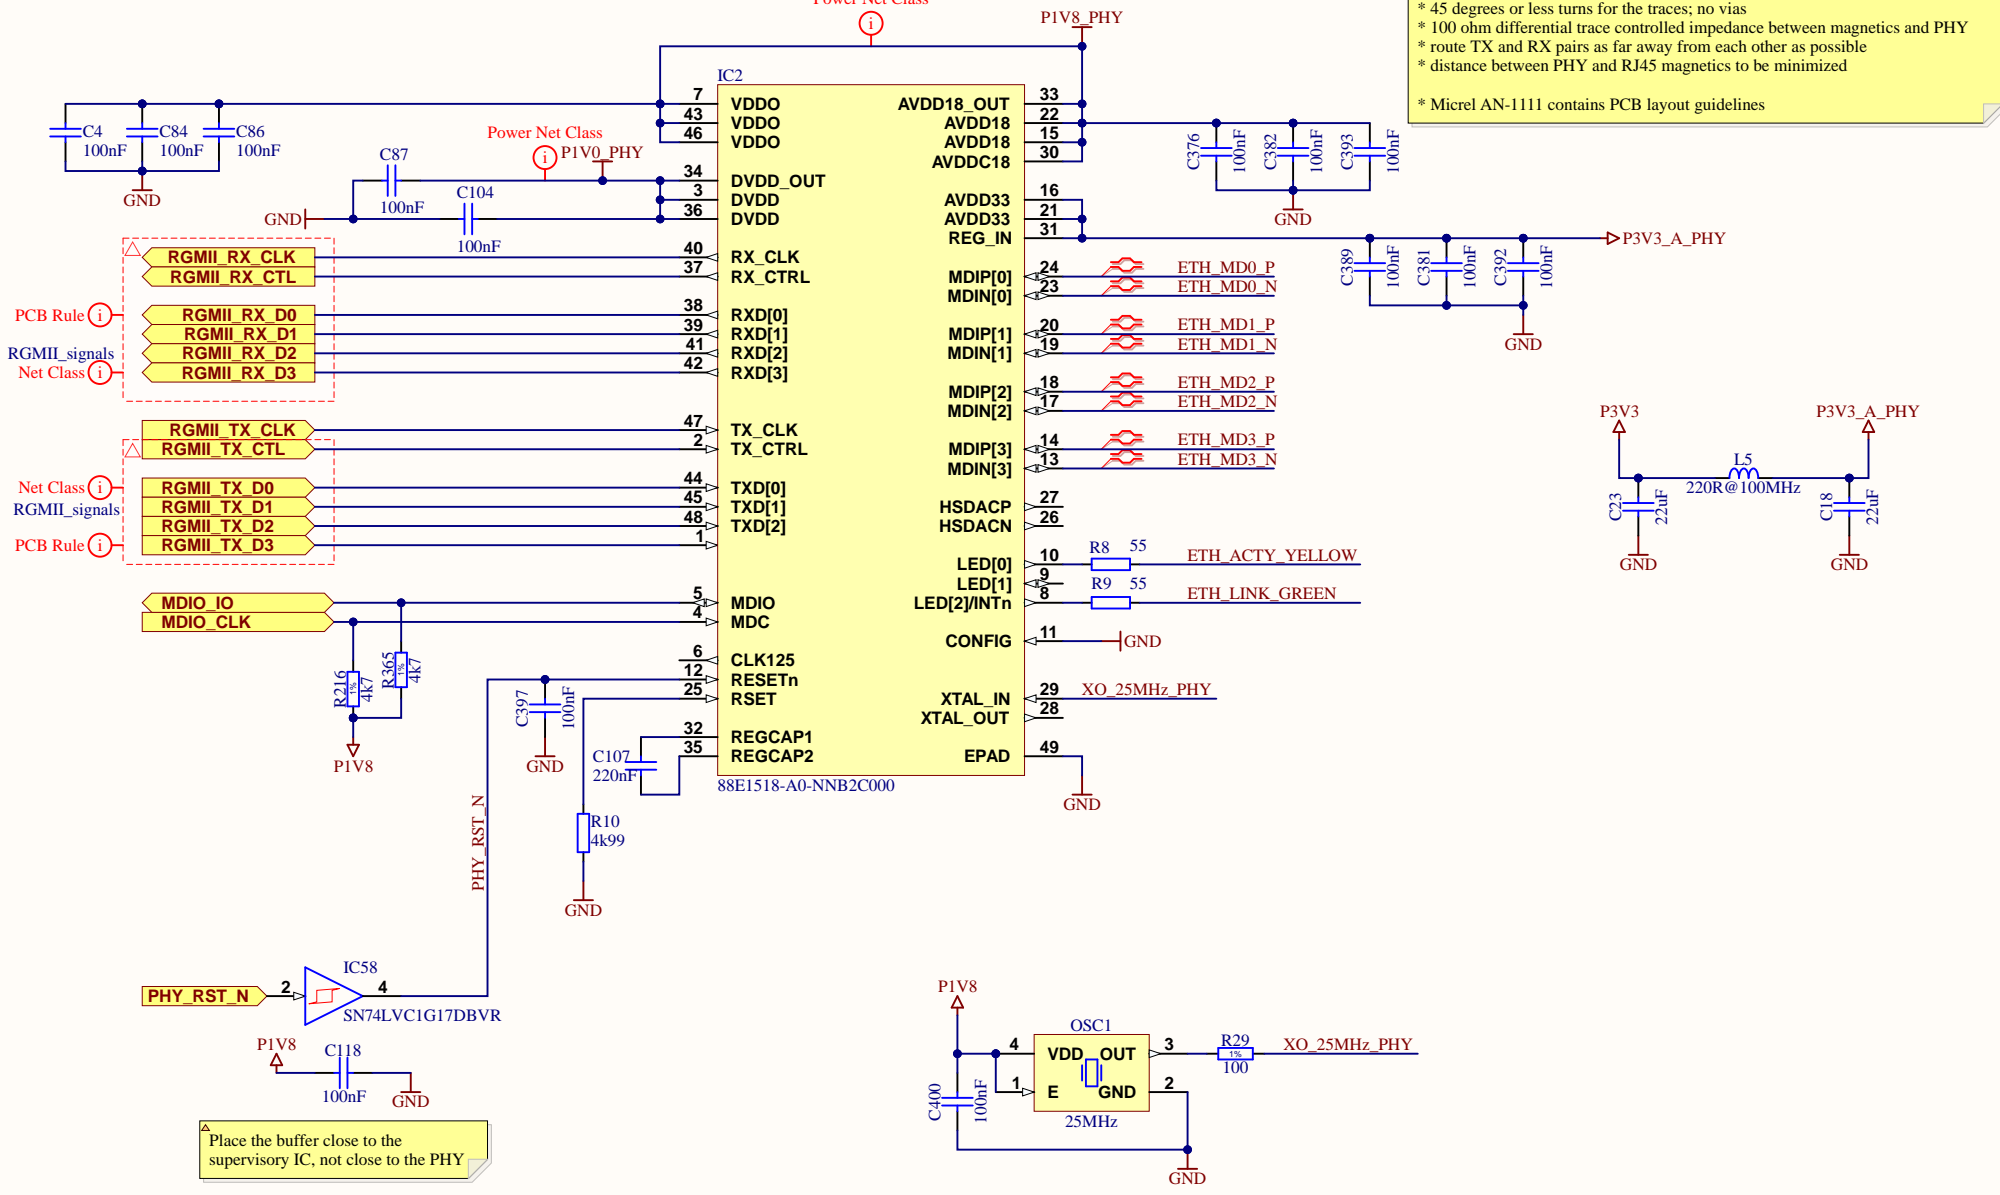 Power Net Class
P1V8_PHY
* 45 degrees or less turns for the traces; no vias
* 100 ohm differential trace controlled impedance between magnetics and PHY
* route TX and RX pairs as far away from each other as possible
* distance between PHY and RJ45 magnetics to be minimized
* Micrel AN-1111 contains PCB layout guidelines
IC2
7 VDDO
43 VDDO
46 VDDO
34 DVDD_OUT
3 DVDD
36 DVDD
40 RX_CLK
37 RX_CTRL
38 RXD[0]
39 RXD[1]
41 RXD[2]
42 RXD[3]
47 TX_CLK
2 TX_CTRL
44 TXD[0]
45 TXD[1]
48 TXD[2]
1
5 MDIO
4 MDC
6 CLK125
12 RESETn
25 RSET
32 REGCAP1
35 REGCAP2
AVDD18_OUT 33
AVDD18 22
AVDD18 15
AVDDC18 30
AVDD33 16
AVDD33 21
REG_IN 31
MDIP[0] 24 ETH_MD0_P
MDIN[0] 23 ETH_MD0_N
MDIP[1] 20 ETH_MD1_P
MDIN[1] 19 ETH_MD1_N
MDIP[2] 18 ETH_MD2_P
MDIN[2] 17 ETH_MD2_N
MDIP[3] 14 ETH_MD3_P
MDIN[3] 13 ETH_MD3_N
HSDACP 27
HSDACN 26
LED[0] 10 R8 55 ETH_ACTY_YELLOW
LED[1] 9
LED[2]/INTn 8 R9 55 ETH_LINK_GREEN
CONFIG 11 GND
XTAL_IN 29 XO_25MHz_PHY
XTAL_OUT 28
EPAD 49
GND
88E1518-A0-NNB2C000
C4
100nF
C84
100nF
C86
100nF
GND
Power Net Class
i
i
P1V0_PHY
C87
100nF
C104
100nF
GND
RGMII_RX_CLK
RGMII_RX_CTL
RGMII_RX_D0
RGMII_RX_D1
RGMII_RX_D2
RGMII_RX_D3
PCB Rule i
RGMII_signals
Net Class i
RGMII_TX_CLK
RGMII_TX_CTL
RGMII_TX_D0
RGMII_TX_D1
RGMII_TX_D2
RGMII_TX_D3
Net Class i
RGMII_signals
PCB Rule i
MDIO_IO
MDIO_CLK
R216
1%
4k7
R365
1%
4k7
P1V8
C397
100nF
GND
C107
220nF
R10
4k99
GND
PHY_RST_N
C376
100nF
C382
100nF
C393
100nF
GND
P3V3_A_PHY
C389
100nF
C381
100nF
C392
100nF
GND
P3V3
P3V3_A_PHY
L5
220R@100MHz
C23
22uF
GND
C18
22uF
GND
PHY_RST_N
2
IC58
4
SN74LVC1G17DBVR
P1V8
C118
100nF
GND
Place the buffer close to the
supervisory IC, not close to the PHY
P1V8
OSC1
4 VDD OUT 3
1 E GND 2
25MHz
C400
100nF
R29
1%
100
XO_25MHz_PHY
GND